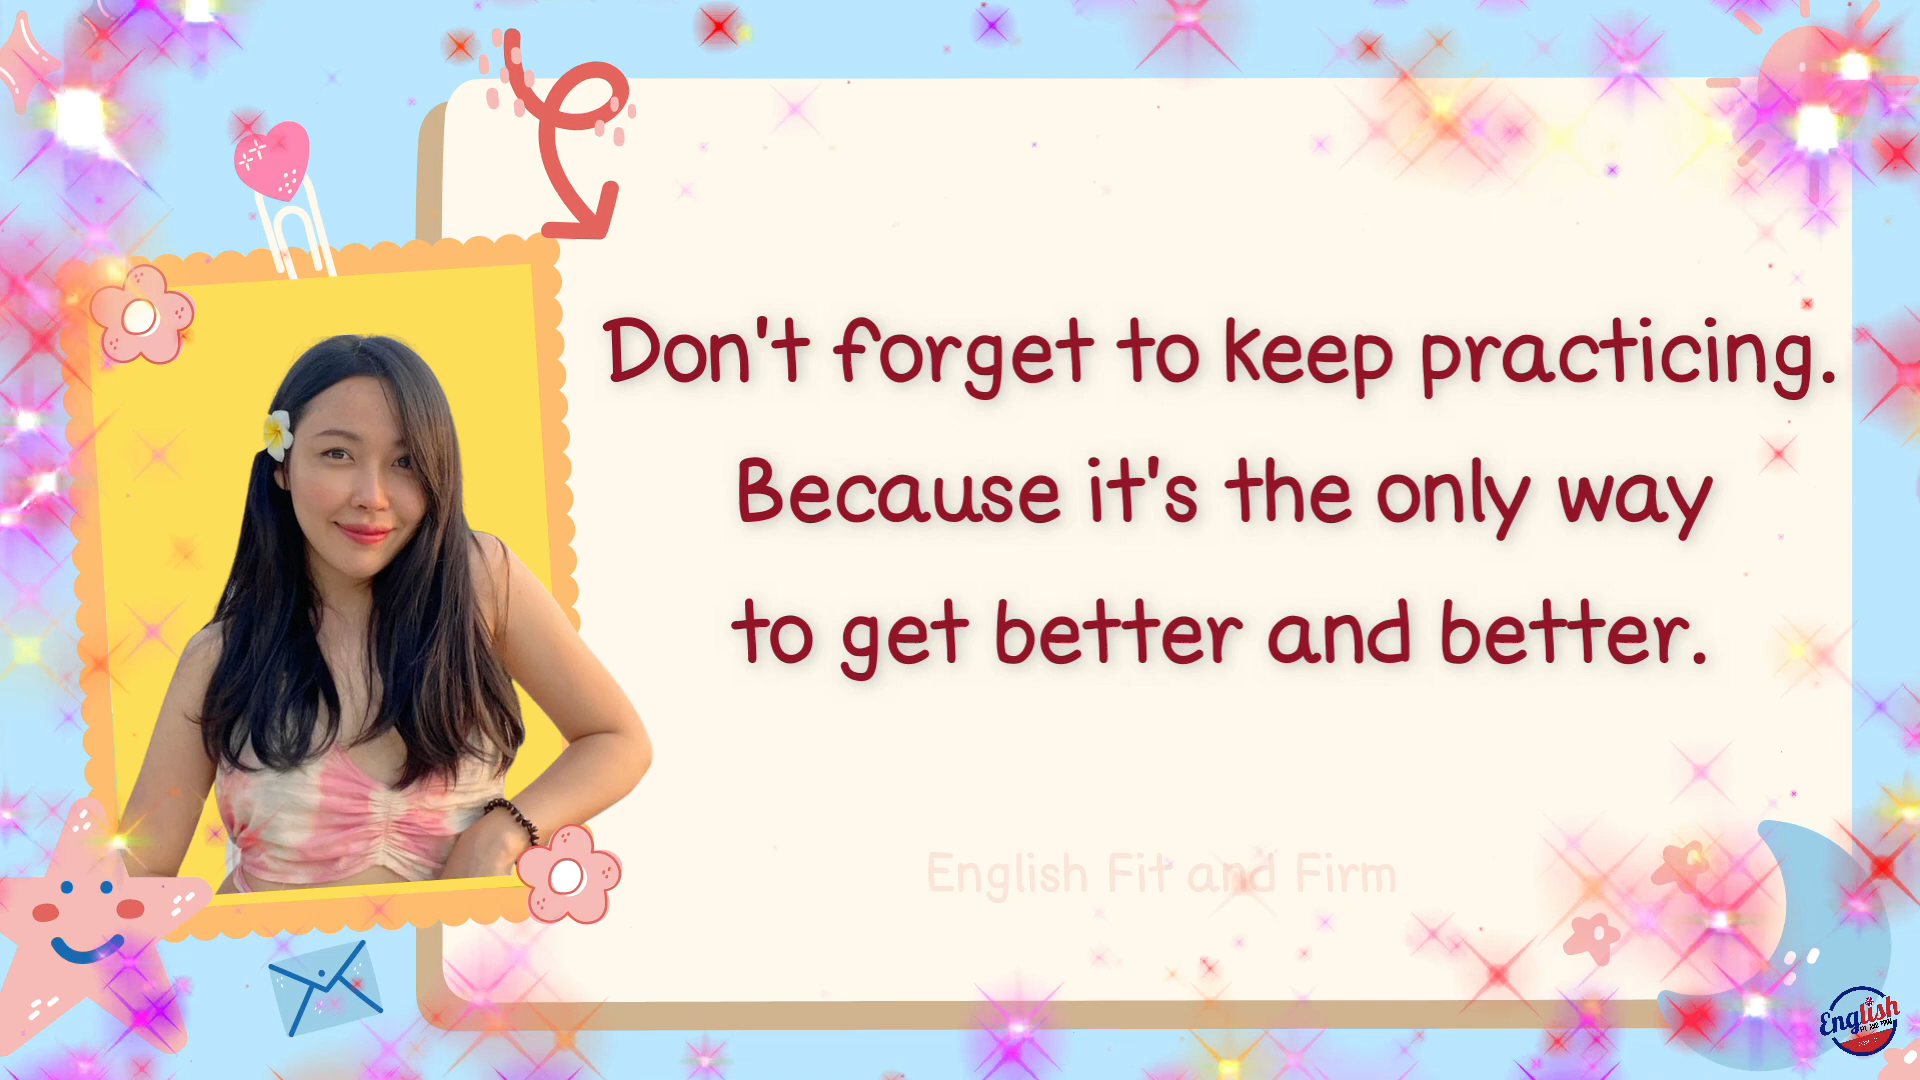 Don't forget to keep practicing.
Because it's the only way
to get better and better.
English Fit and Firm
English